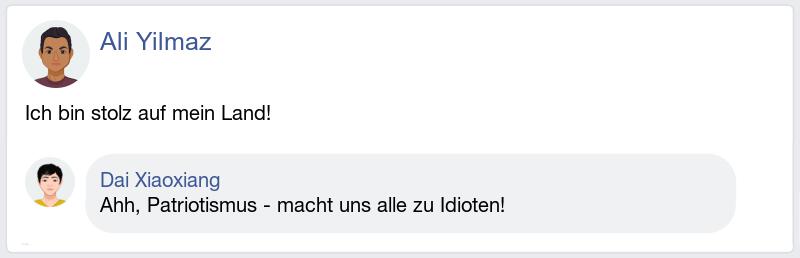 Ali Yilmaz
Ich bin stolz auf mein Land!
Dai Xiaoxiang
Ahh, Patriotismus - macht uns alle zu Idioten!